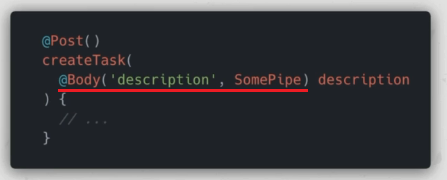 @Post()
createTask(
@Body('description', SomePipe) description
) {
// ...
}